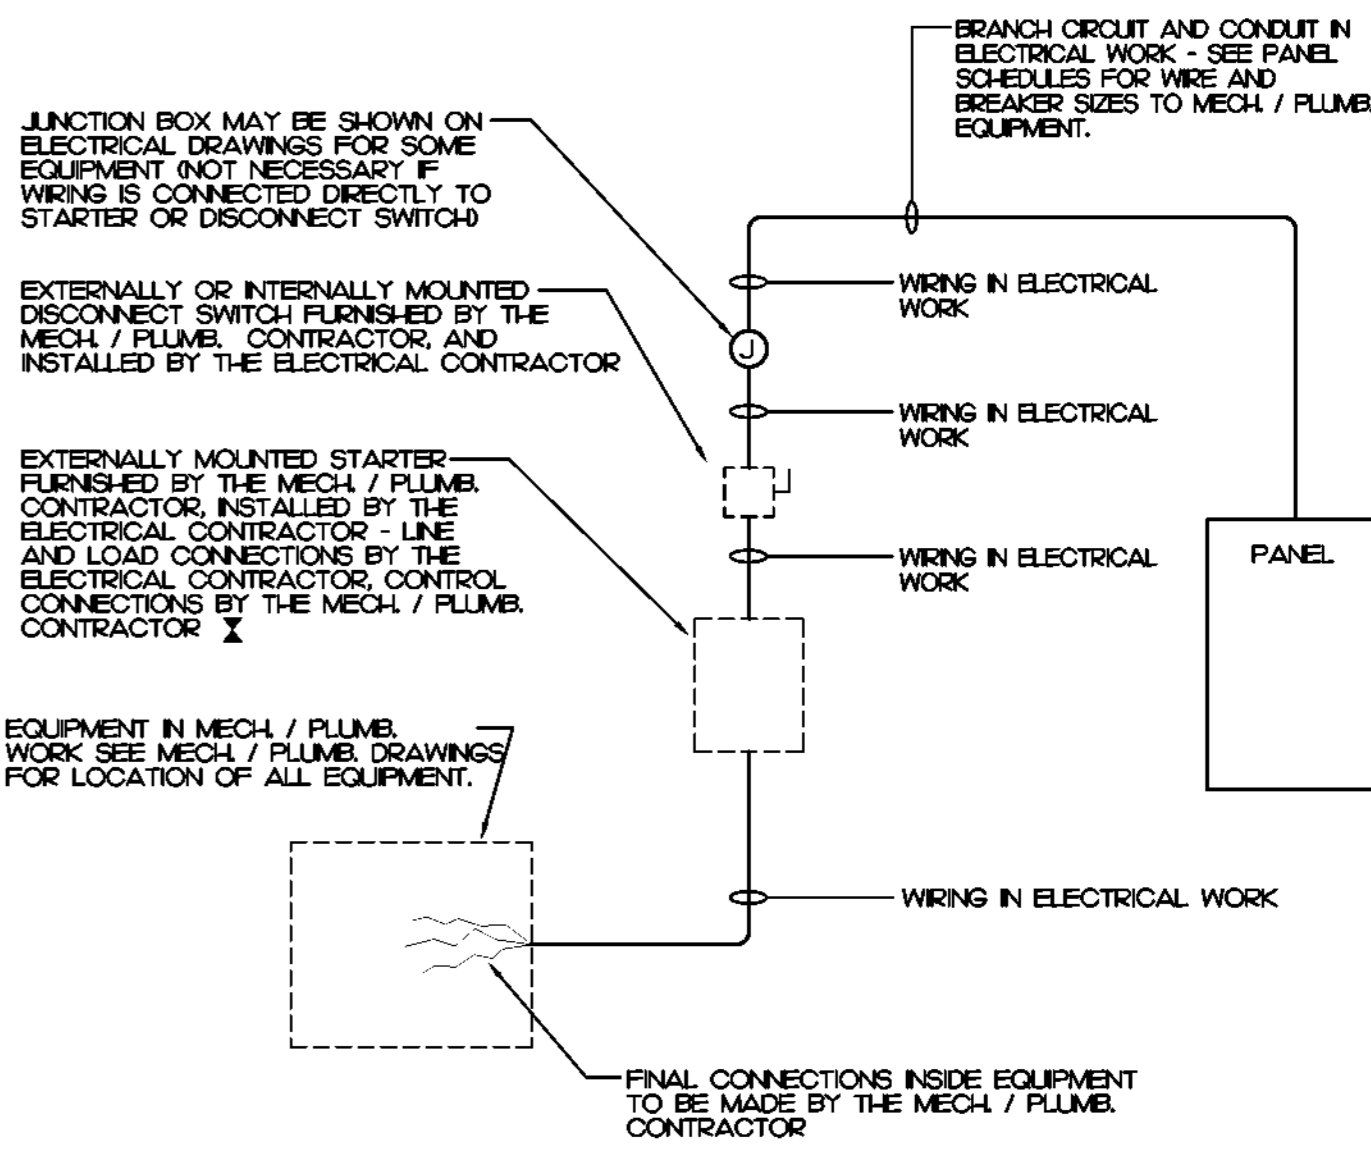 BRANCH CIRCUIT AND CONDUIT IN
ELECTRICAL WORK - SEE PANEL
SCHEDULES FOR WIRE AND
BREAKER SIZES TO MECH. / PLUMB.
EQUIPMENT.
JUNCTION BOX MAY BE SHOWN ON
ELECTRICAL DRAWINGS FOR SOME
EQUIPMENT (NOT NECESSARY IF
WIRING IS CONNECTED DIRECTLY TO
STARTER OR DISCONNECT SWITCH)
WIRING IN ELECTRICAL
WORK
EXTERNALLY OR INTERNALLY MOUNTED
DISCONNECT SWITCH FURNISHED BY THE
MECH. / PLUMB. CONTRACTOR, AND
INSTALLED BY THE ELECTRICAL CONTRACTOR
J
WIRING IN ELECTRICAL
WORK
EXTERNALLY MOUNTED STARTER
FURNISHED BY THE MECH. / PLUMB.
CONTRACTOR, INSTALLED BY THE
ELECTRICAL CONTRACTOR - LINE
AND LOAD CONNECTIONS BY THE
ELECTRICAL CONTRACTOR, CONTROL
CONNECTIONS BY THE MECH. / PLUMB.
CONTRACTOR
WIRING IN ELECTRICAL
WORK
PANEL
EQUIPMENT IN MECH. / PLUMB.
WORK SEE MECH. / PLUMB. DRAWINGS
FOR LOCATION OF ALL EQUIPMENT.
WIRING IN ELECTRICAL WORK
FINAL CONNECTIONS INSIDE EQUIPMENT
TO BE MADE BY THE MECH. / PLUMB.
CONTRACTOR